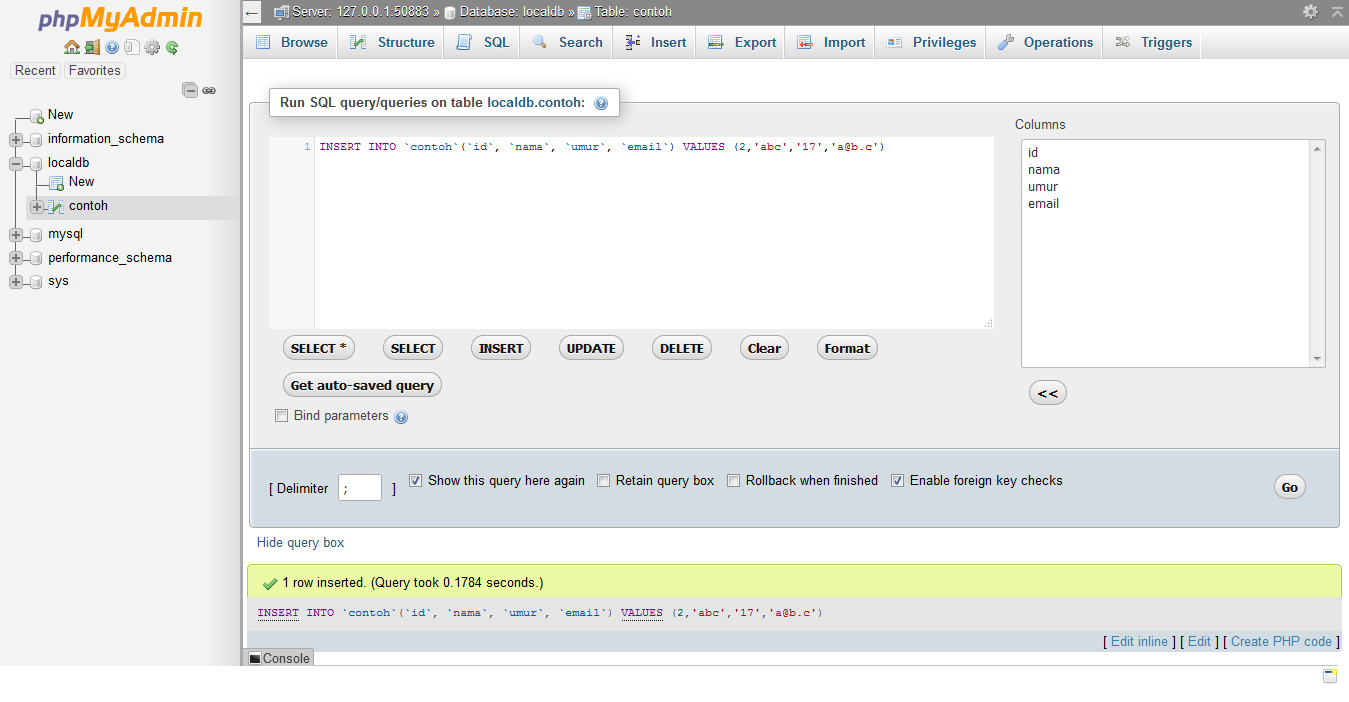 phpMyAdmin
Recent Favorites
New
information_schema
localdb
New
contoh
mysql
performance_schema
sys
Server: 127.0.0.1:50883 » Database: localdb » Table: contoh
Browse Structure SQL Search Insert Export Import Privileges Operations Triggers
Run SQL query/queries on table localdb.contoh:
1 INSERT INTO `contoh`(`id`, `nama`, `umur`, `email`) VALUES (2,'abc','17','a@b.c')
Columns
id
nama
umur
email
SELECT * SELECT INSERT UPDATE DELETE Clear Format
Get auto-saved query
<<
Bind parameters
[ Delimiter ; ] Show this query here again Retain query box Rollback when finished Enable foreign key checks Go
Hide query box
1 row inserted. (Query took 0.1784 seconds.)
INSERT INTO `contoh`(`id`, `nama`, `umur`, `email`) VALUES (2,'abc','17','a@b.c')
[ Edit inline ] [ Edit ] [ Create PHP code ]
Console